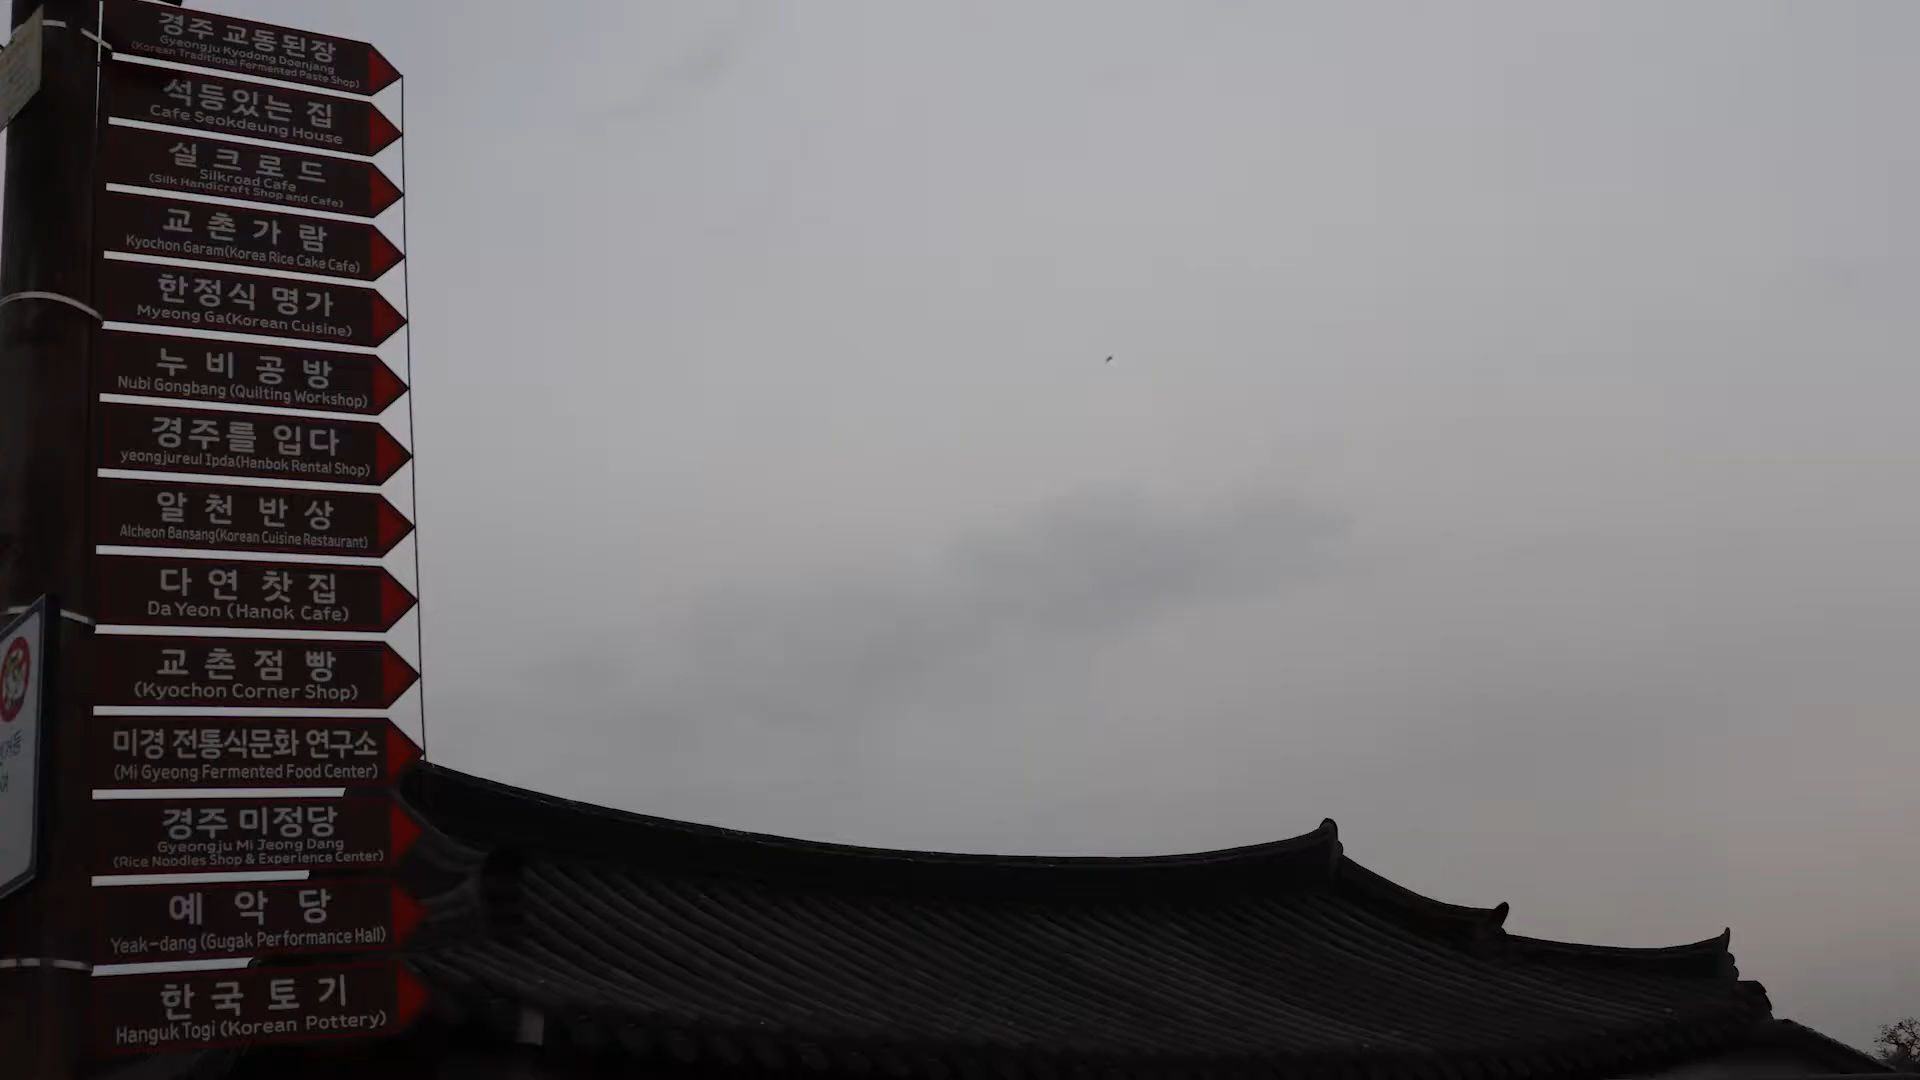 경주 교동된장
Gyeongju Kyodong Doenjang
(Korean Traditional Fermented Paste Shop)
석등있는 집
Cafe Seokdeung House
실크로드
Silkroad Cafe
(Silk Handicraft Shop and Cafe)
교촌가람
Kyochon Garam(Korea Rice Cake Cafe)
한정식 명가
Myeong Ga(Korean Cuisine)
누비공방
Nubi Gongbang (Quilting Workshop)
경주를 입다
yeongjureul Ipda(Hanbok Rental Shop)
알천반상
Alcheon Bansang(Korean Cuisine Restaurant)
다연찻집
Da Yeon (Hanok Cafe)
교촌점빵
(Kyochon Corner Shop)
미경 전통식문화 연구소
(Mi Gyeong Fermented Food Center)
경주 미정당
Gyeongju Mi Jeong Dang
(Rice Noodles Shop & Experience Center)
예악당
Yeak-dang (Gugak Performance Hall)
한국토기
Hanguk Togi (Korean Pottery)